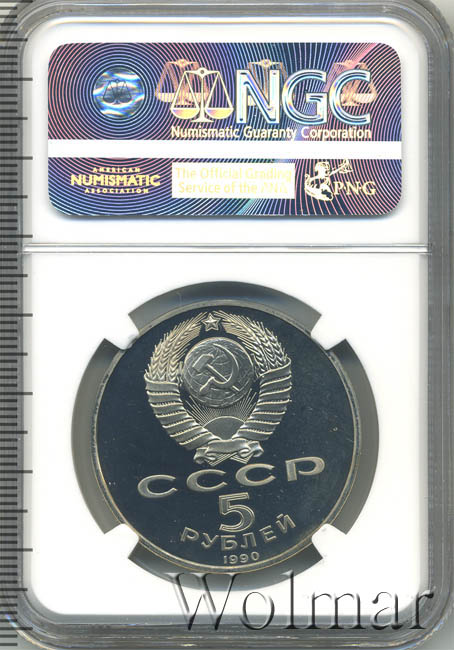 NGC
Numismatic Guaranty Corporation
AMERICAN
NUMISMATIC
ASSOCIATION
The Official Grading
Service of the PNG
P·N·G
СССР
5
РУБЛЕЙ
1990
Wolmar